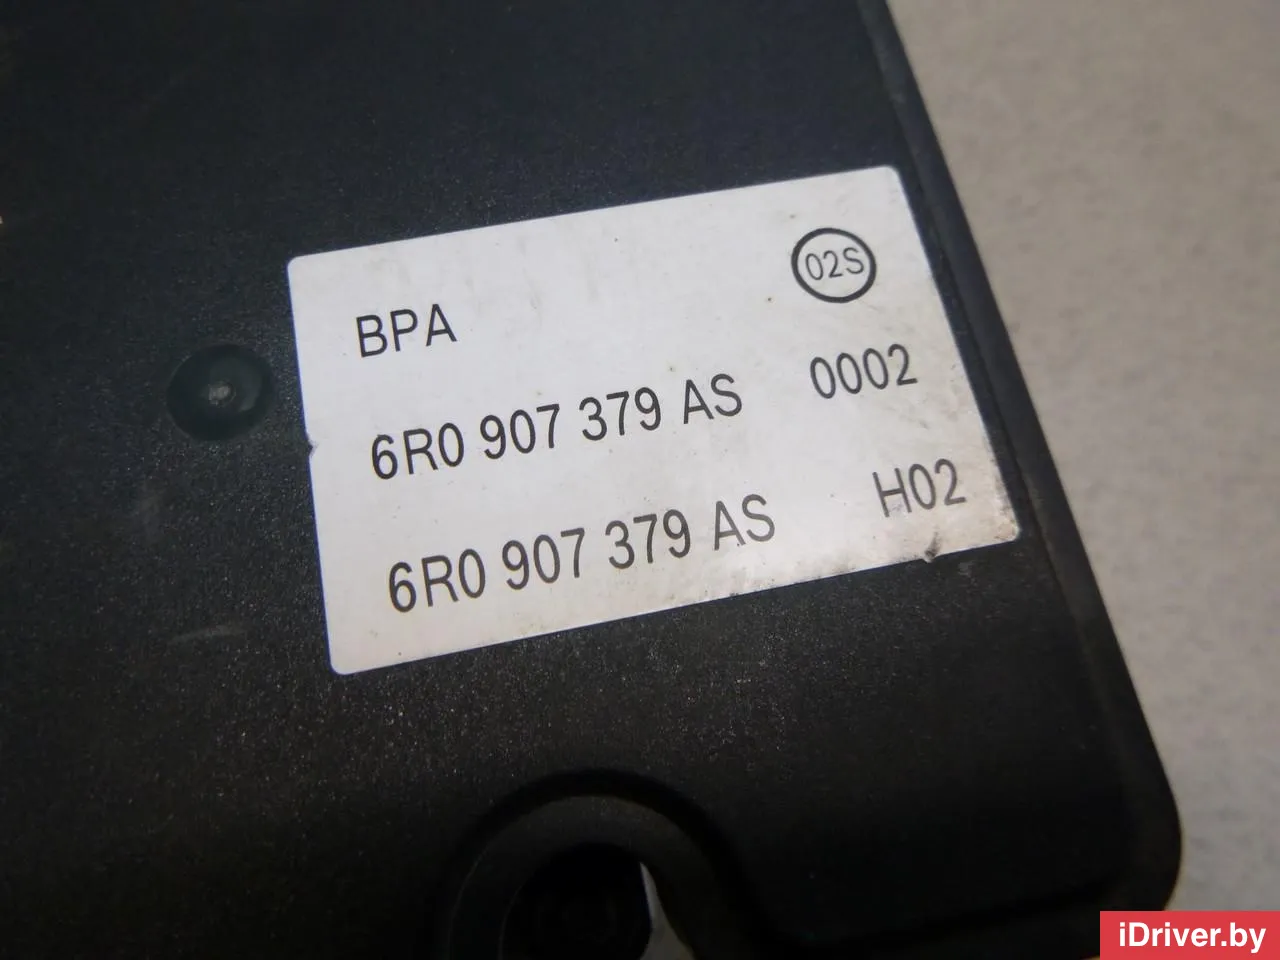 02S
BPA
6R0 907 379 AS 0002
6R0 907 379 AS H02
iDriver.by